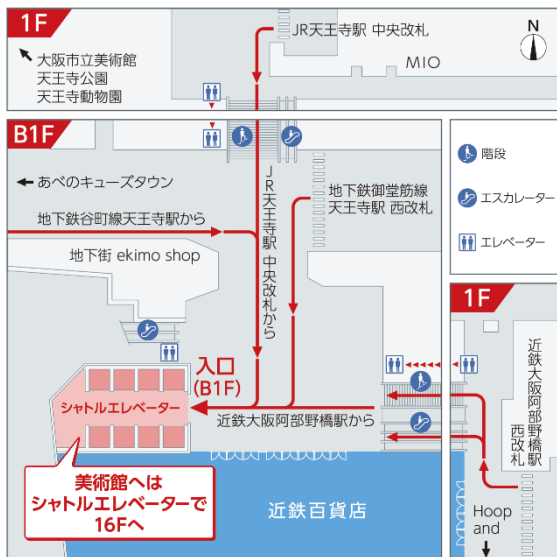 1F
JR天王寺駅 中央改札
N
MIO
大阪市立美術館
天王寺公園
天王寺動物園
B1F
あべのキューズタウン
地下鉄谷町線天王寺駅から
地下街 ekimo shop
JR天王寺駅 中央改札から
地下鉄御堂筋線
天王寺駅 西改札
階段
エスカレーター
エレベーター
入口
(B1F)
シャトルエレベーター
近鉄大阪阿部野橋駅から
美術館へは
シャトルエレベーターで
16Fへ
近鉄百貨店
1F
近鉄大阪阿部野橋駅
西改札
Hoop
and